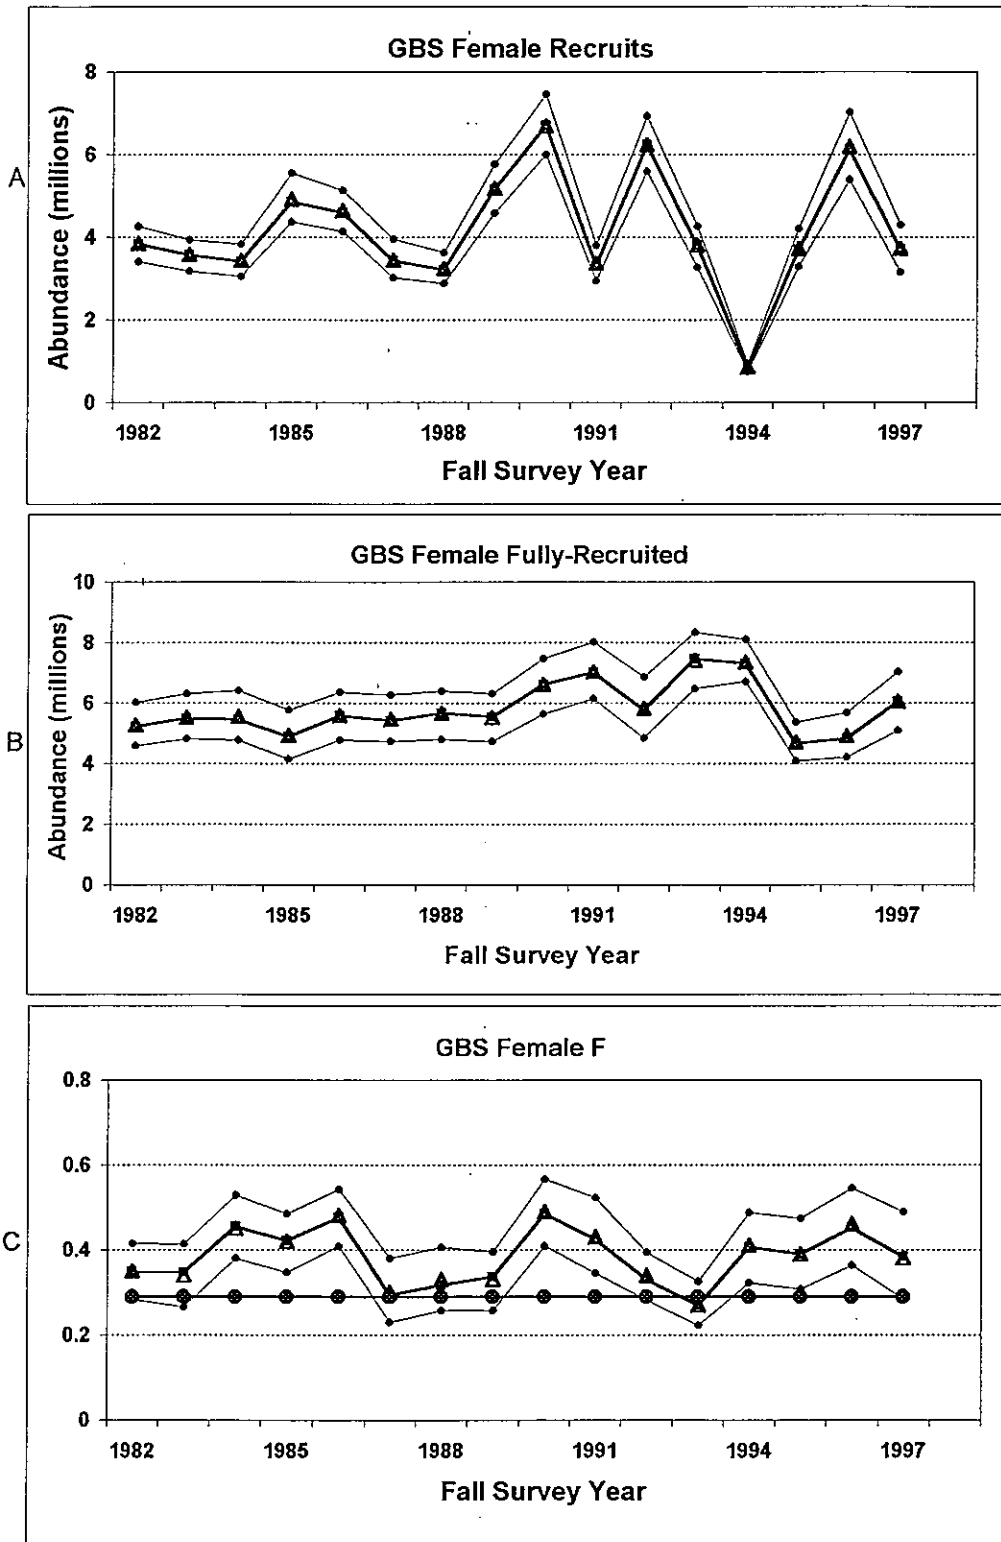 A
GBS Female Recruits
Abundance (millions)
8
6
4
2
0
1982 1985 1988 1991 1994 1997
Fall Survey Year
B
GBS Female Fully-Recruited
Abundance (millions)
10
8
6
4
2
0
1982 1985 1988 1991 1994 1997
Fall Survey Year
C
GBS Female F
0.8
0.6
0.4
0.2
0
1982 1985 1988 1991 1994 1997
Fall Survey Year